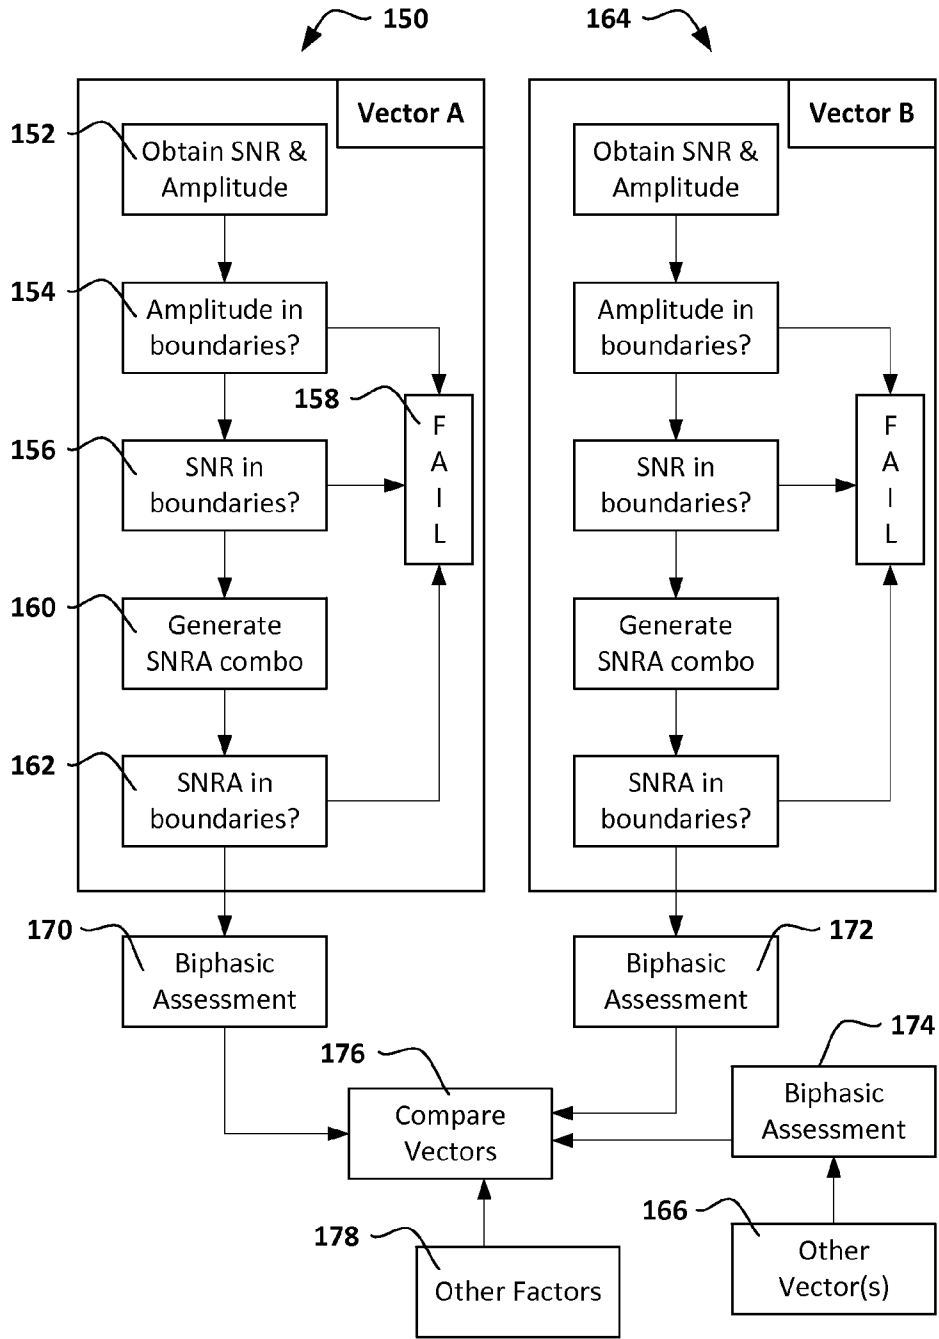 150
164
Vector A
Vector B
152
Obtain SNR &
Amplitude
Obtain SNR &
Amplitude
154
Amplitude in
boundaries?
Amplitude in
boundaries?
158
F
A
I
L
F
A
I
L
156
SNR in
boundaries?
SNR in
boundaries?
160
Generate
SNRA combo
Generate
SNRA combo
162
SNRA in
boundaries?
SNRA in
boundaries?
170
Biphasic
Assessment
172
Biphasic
Assessment
174
Biphasic
Assessment
176
Compare
Vectors
166
Other
Vector(s)
178
Other Factors